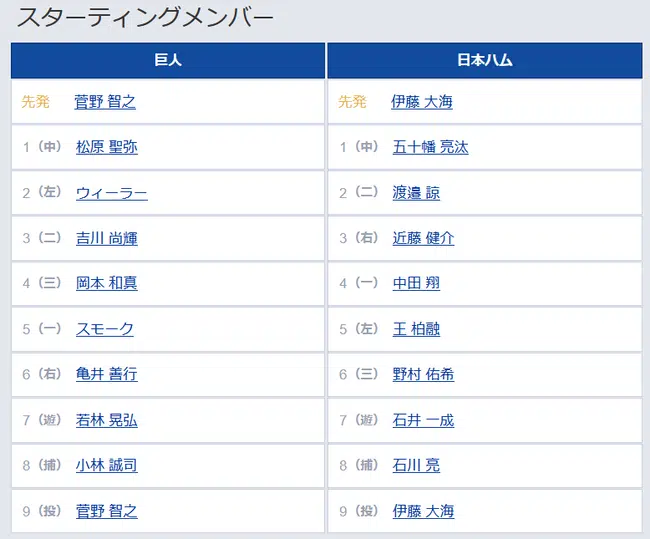 スターティングメンバー
巨人 日本ハム
先発 菅野 智之 先発 伊藤 大海
1（中） 松原 聖弥 1（中） 五十幡 亮汰
2（左） ウィーラー 2（二） 渡邉 諒
3（二） 吉川 尚輝 3（右） 近藤 健介
4（三） 岡本 和真 4（一） 中田 翔
5（一） スモーク 5（左） 王 柏融
6（右） 亀井 善行 6（三） 野村 佑希
7（遊） 若林 晃弘 7（遊） 石井 一成
8（捕） 小林 誠司 8（捕） 石川 亮
9（投） 菅野 智之 9（投） 伊藤 大海